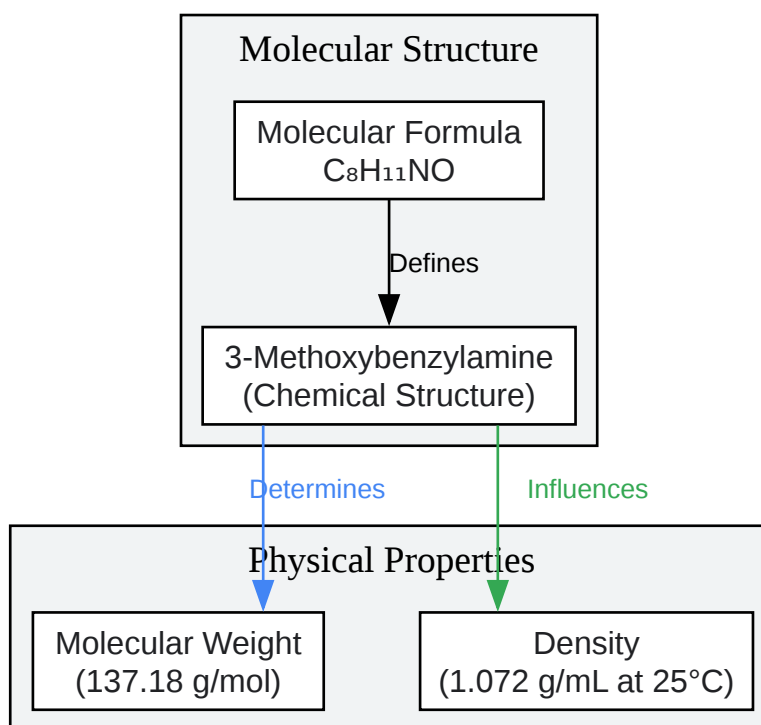 Molecular Structure
Molecular Formula
C₈H₁₁NO
Defines
3-Methoxybenzylamine
(Chemical Structure)
Determines
Influences
Physical Properties
Molecular Weight
(137.18 g/mol)
Density
(1.072 g/mL at 25°C)